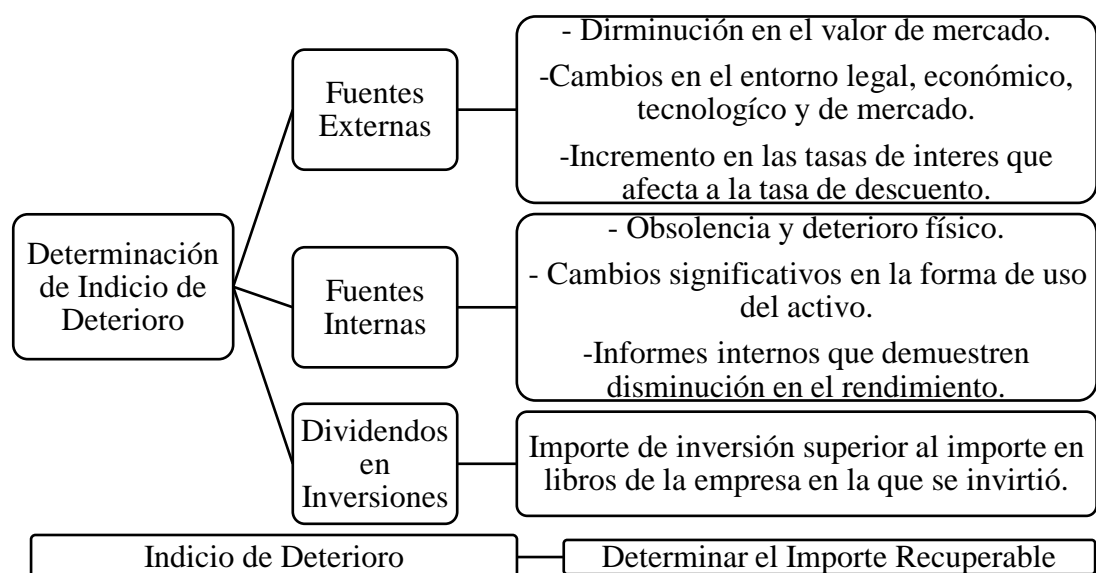 Determinación
de Indicio de
Deterioro
Fuentes
Externas
- Dirminución en el valor de mercado.
-Cambios en el entorno legal, económico,
tecnologíco y de mercado.
-Incremento en las tasas de interes que
afecta a la tasa de descuento.
Fuentes
Internas
- Obsolencia y deterioro físico.
- Cambios significativos en la forma de uso
del activo.
-Informes internos que demuestren
disminución en el rendimiento.
Dividendos
en
Inversiones
Importe de inversión superior al importe en
libros de la empresa en la que se invirtió.
Indicio de Deterioro
Determinar el Importe Recuperable